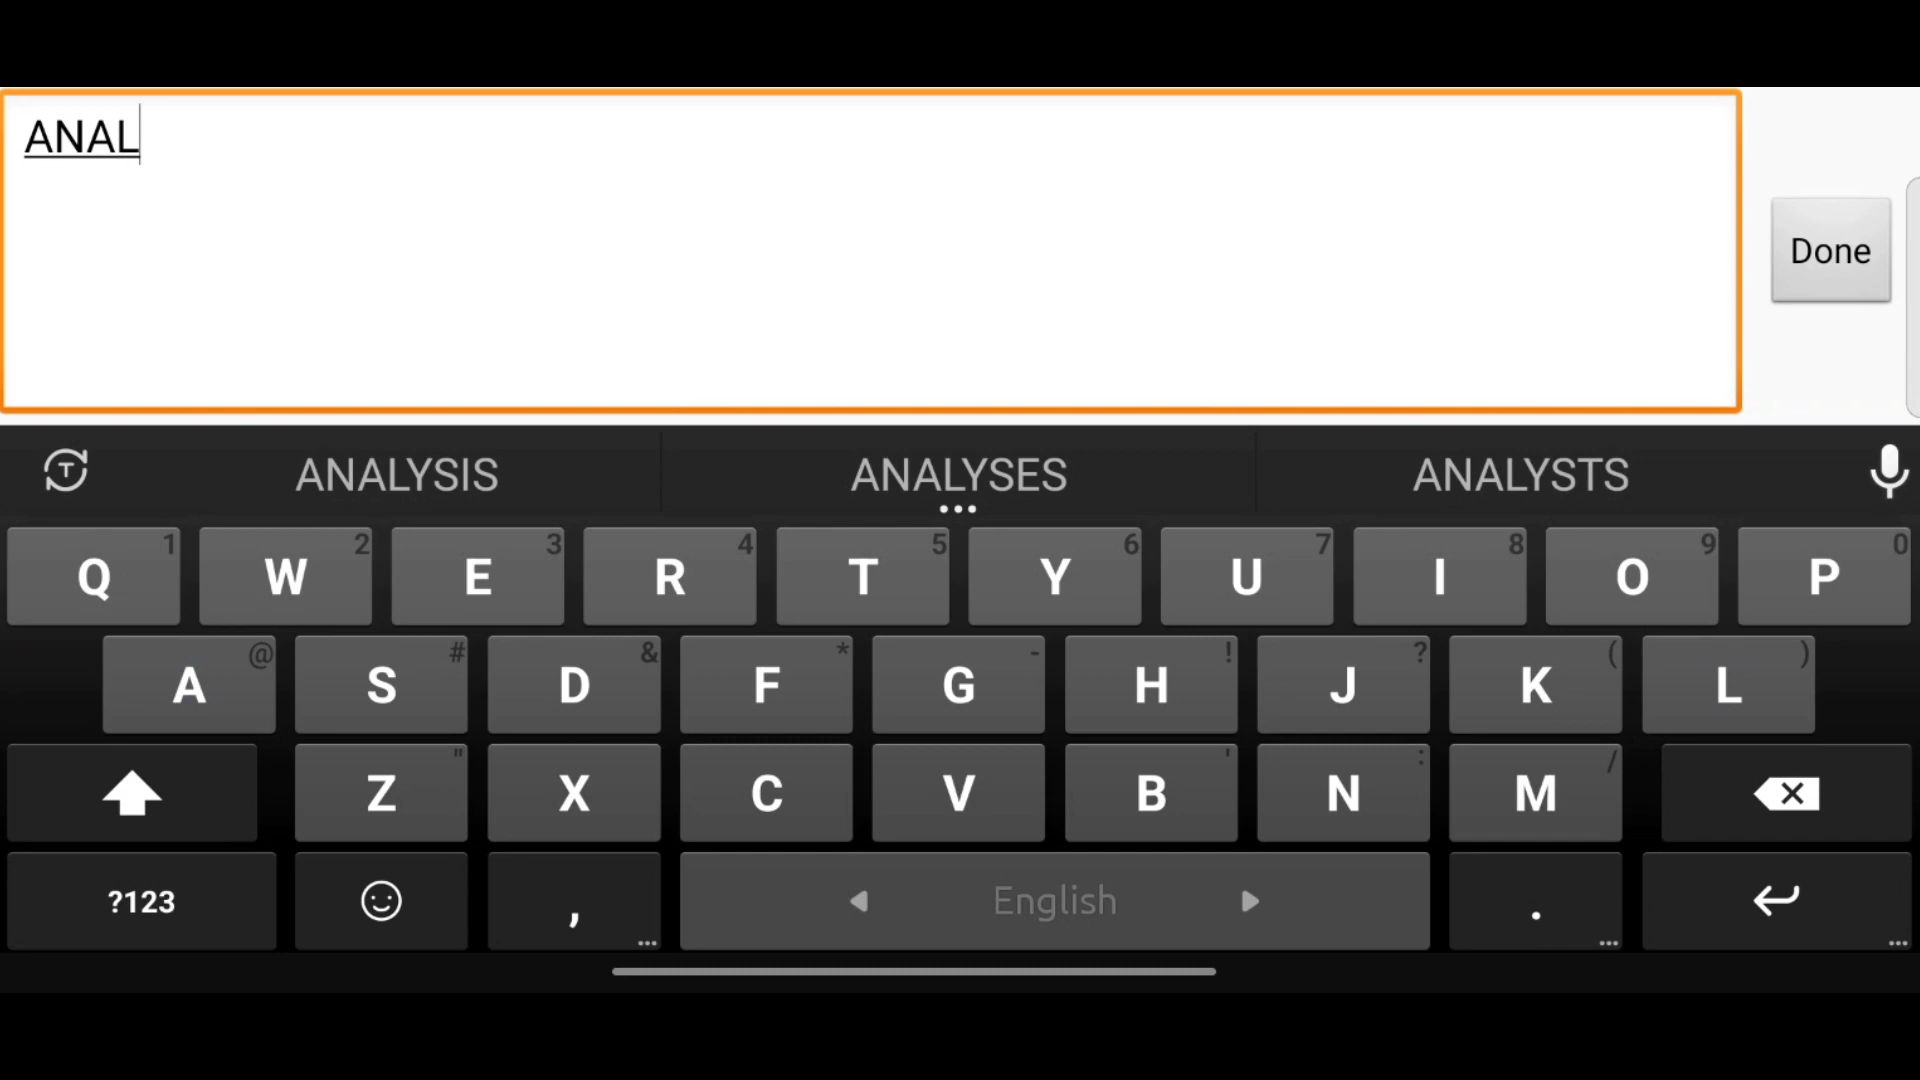 ANAL
Done
ANALYSIS ANALYSES ANALYSTS
Q 1 W 2 E 3 R 4 T 5 Y 6 U 7 I 8 O 9 P 0
A @ S # D & F * G - H ! J ? K ( L )
Z " X C V B ' N : M /
?123 , English .